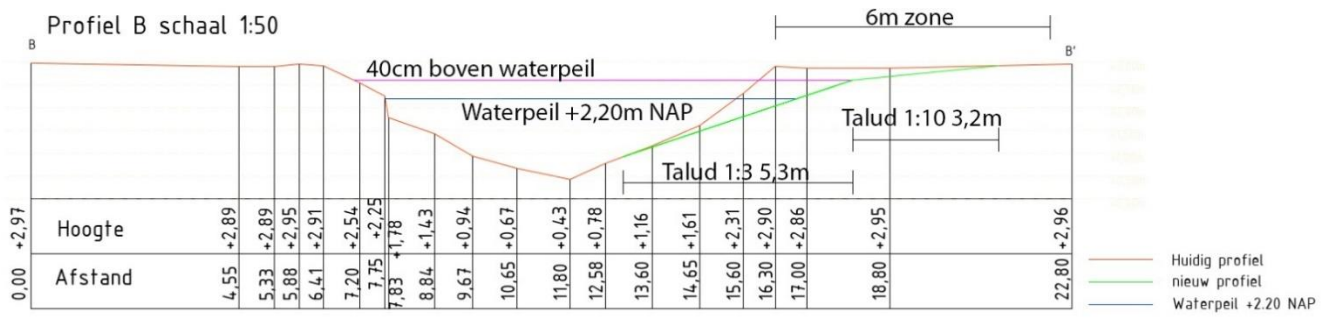 Profiel B schaal 1:50
6m zone
B
B'
40cm boven waterpeil
Waterpeil +2,20m NAP
Talud 1:10 3,2m
Talud 1:3 5,3m
Hoogte +2,97 +2,89 +2,89 +2,95 +2,91 +2,54 +2,25 +1,78 +1,43 +0,94 +0,67 +0,43 +0,78 +1,16 +1,61 +2,31 +2,90 +2,86 +2,95 +2,96
Afstand 0,00 4,55 5,33 5,88 6,41 7,20 7,75 7,83 8,84 9,67 10,65 11,80 12,58 13,60 14,65 15,60 16,30 17,00 18,80 22,80
Huidig profiel
nieuw profiel
Waterpeil +2.20 NAP